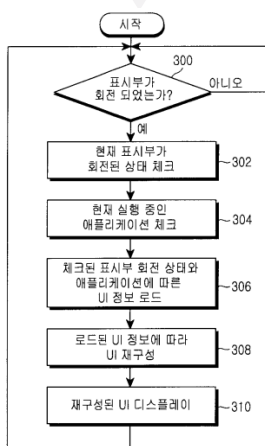 시작
300
표시부가
회전 되었는가?
아니오
예
현재 표시부가
회전된 상태 체크
302
현재 실행 중인
애플리케이션 체크
304
체크된 표시부 회전 상태와
애플리케이션에 따른
UI 정보 로드
306
로드된 UI 정보에 따라
UI 재구성
308
재구성된 UI 디스플레이
310